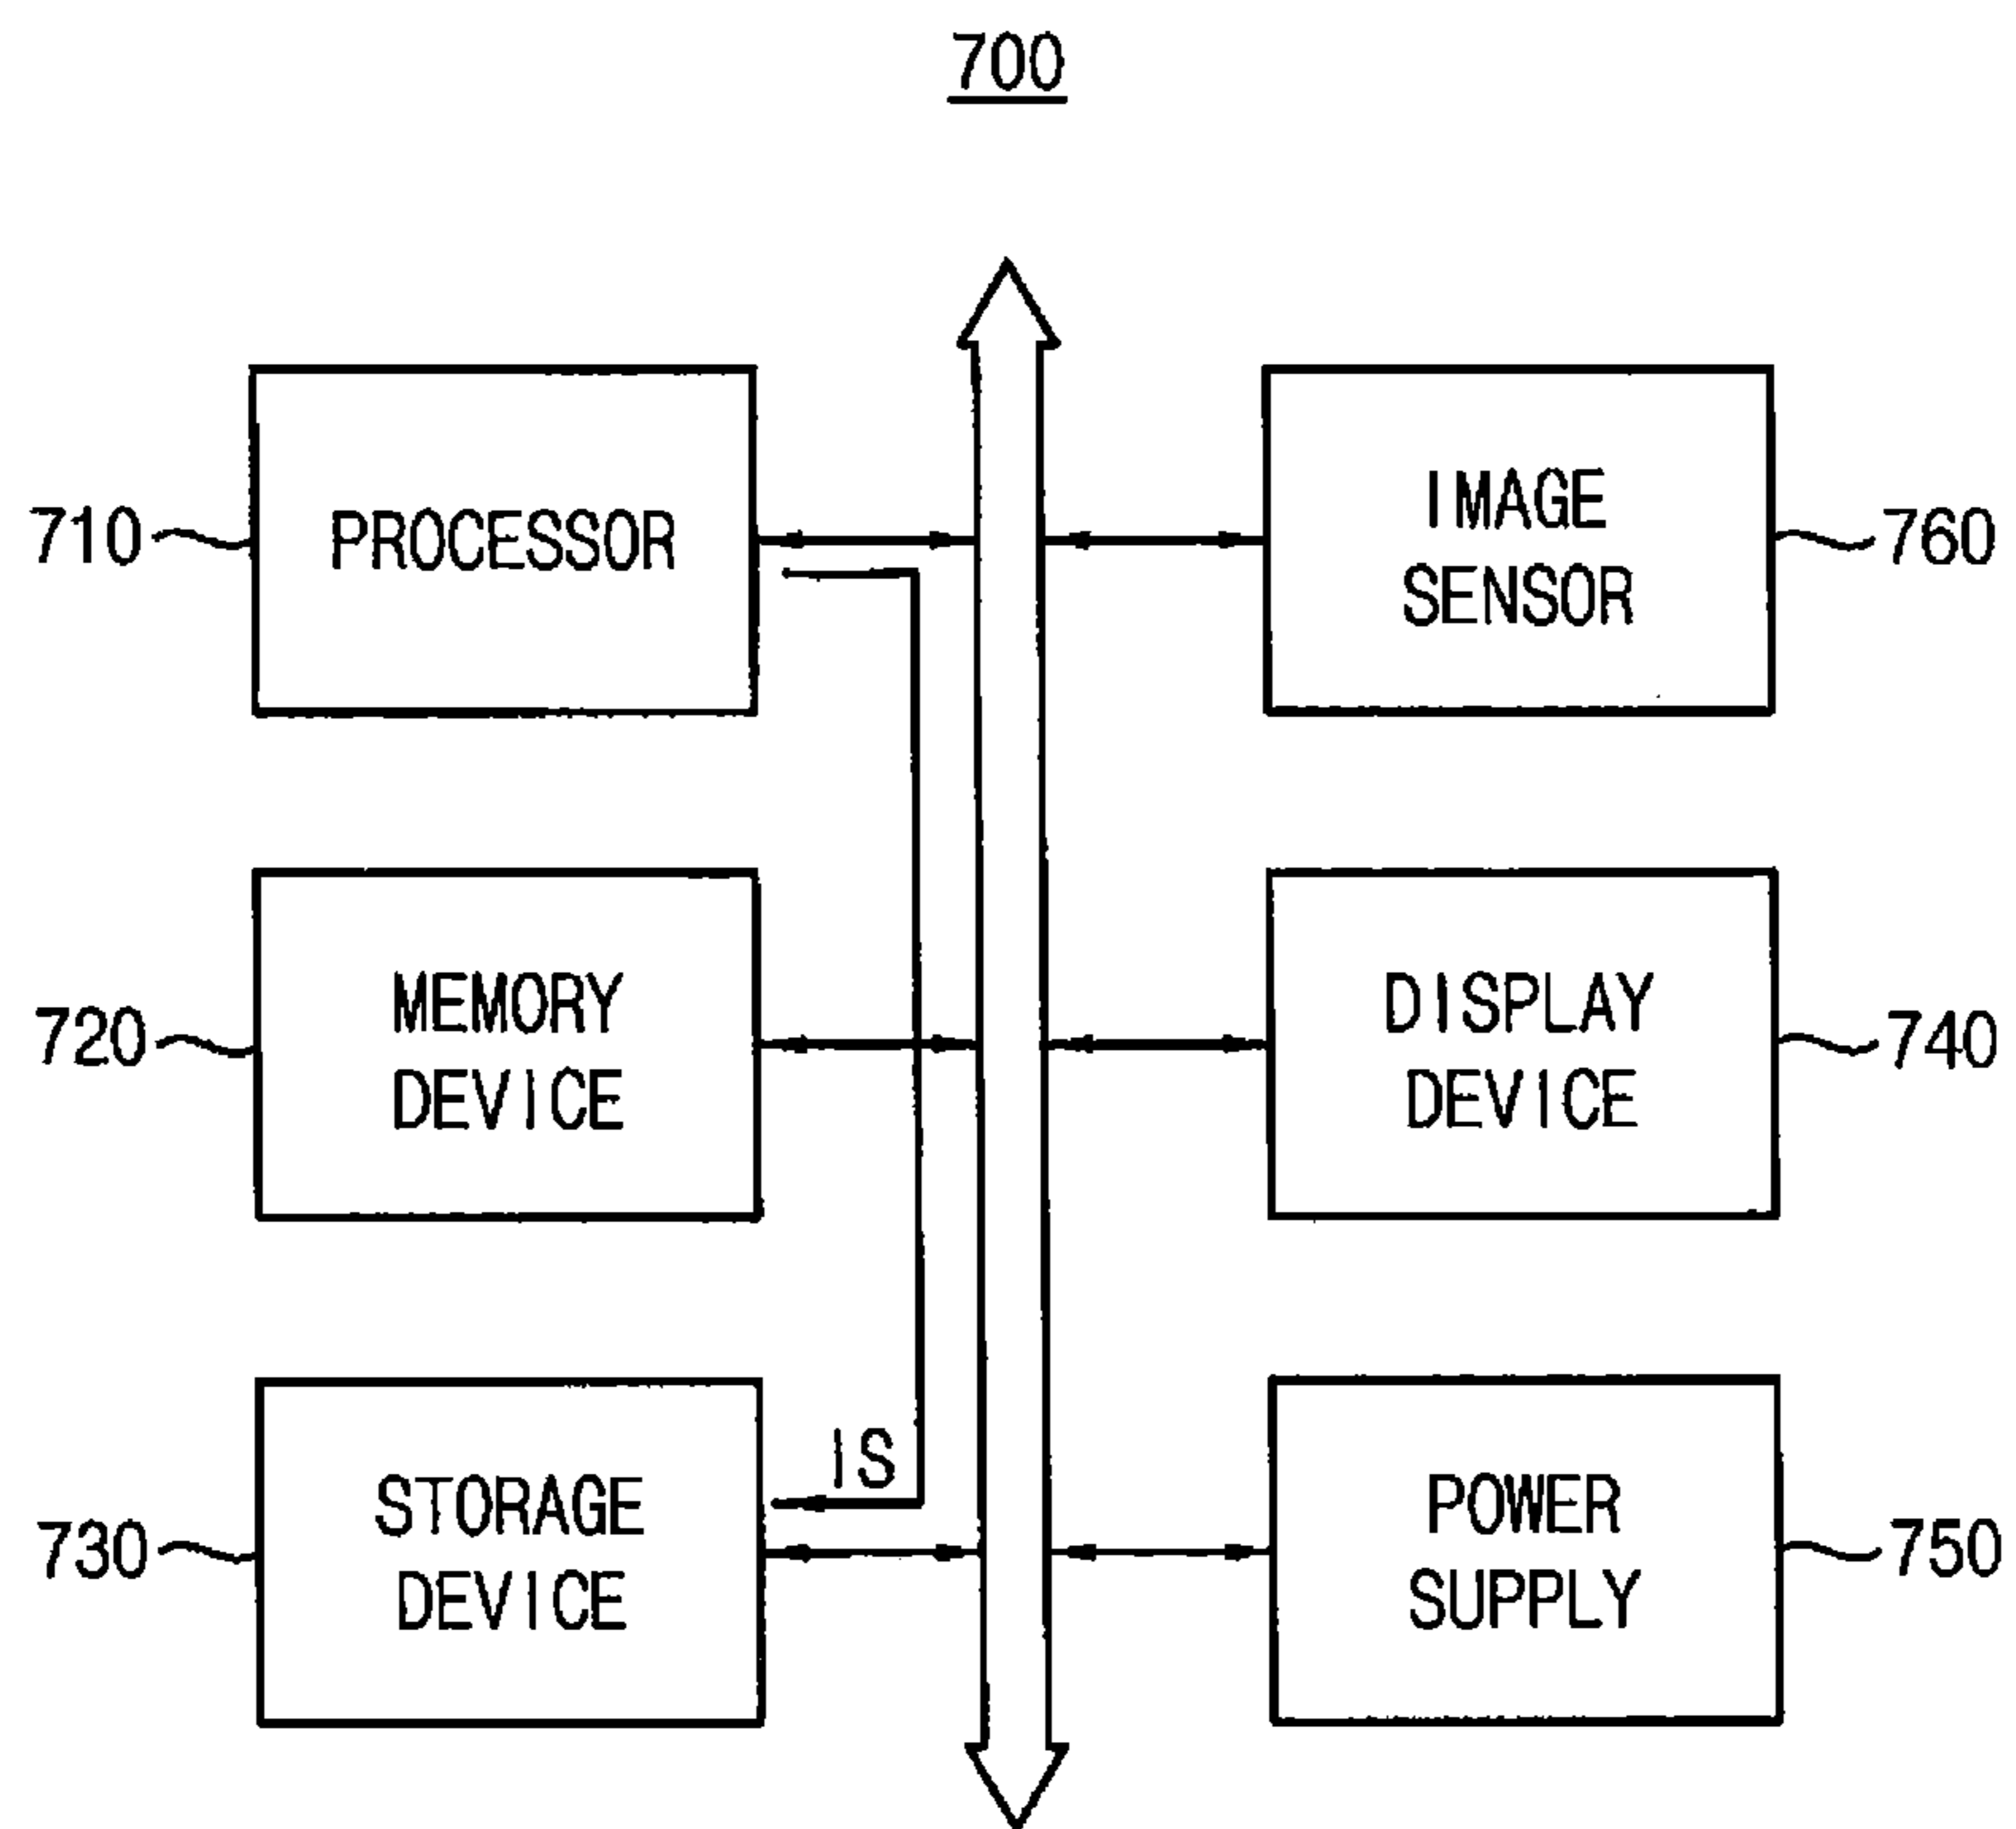 700
710
PROCESSOR
IMAGE
SENSOR
760
720
MEMORY
DEVICE
DISPLAY
DEVICE
740
730
STORAGE
DEVICE
IS
POWER
SUPPLY
750